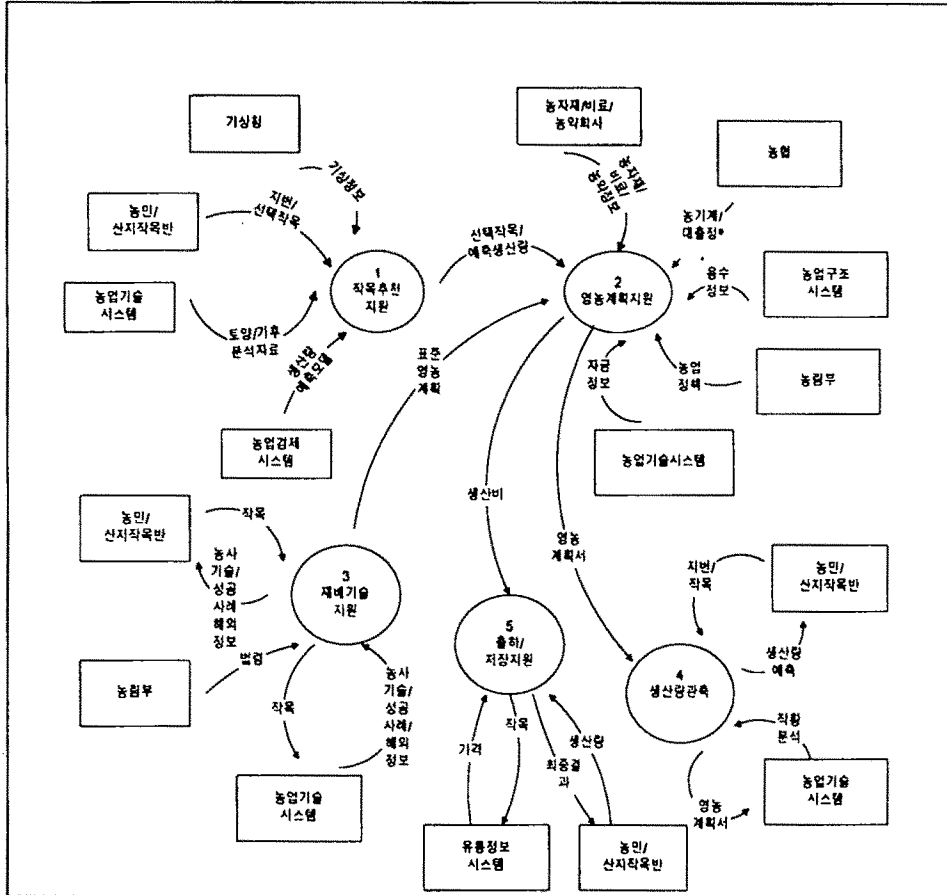 기상청
기상정보
농민/
산지작목반
지번/
선택작목
농업기술
시스템
토양/기후
분석자료
생산량
예측모델
농업경제
시스템
1
작목추천
지원
선택작목/
예측생산량
농자재/비료/
농약회사
농자재/
비료/
농약정보
농협
농기계/
대출정*
2
영농계획지원
용수
정보
농업구조
시스템
농업
정책
농림부
자금
정보
농업기술시스템
표준
영농
계획
생산비
영농
계획서
농민/
산지작목반
작목
농사
기술/
성공
사례
해외
정보
3
재배기술
지원
농림부
법검
작목
농사
기술/
성공
사례/
해외
정보
농업기술
시스템
5
출하/
저장지원
가격
작목
최종결
과
생산량
유통정보
시스템
농민/
산지작목반
4
생산량관측
지번/
작목
농민/
산지작목반
생산량
예측
작황
분석
농업기술
시스템
영농
계획서